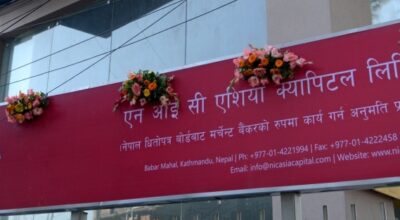 एन आई सी एशिया क्यापिटल लि
(नेपाल धितोपत्र बोर्डबाट मर्चेन्ट बैंकरको रुपमा कार्य गर्न अनुमति प्र
Babar Mahal, Kathmandu, Nepal | Ph: +977-01-4221994 | Fax: +977-01-4222458
Email: info@nicasiacapital.com | Website: www.nic